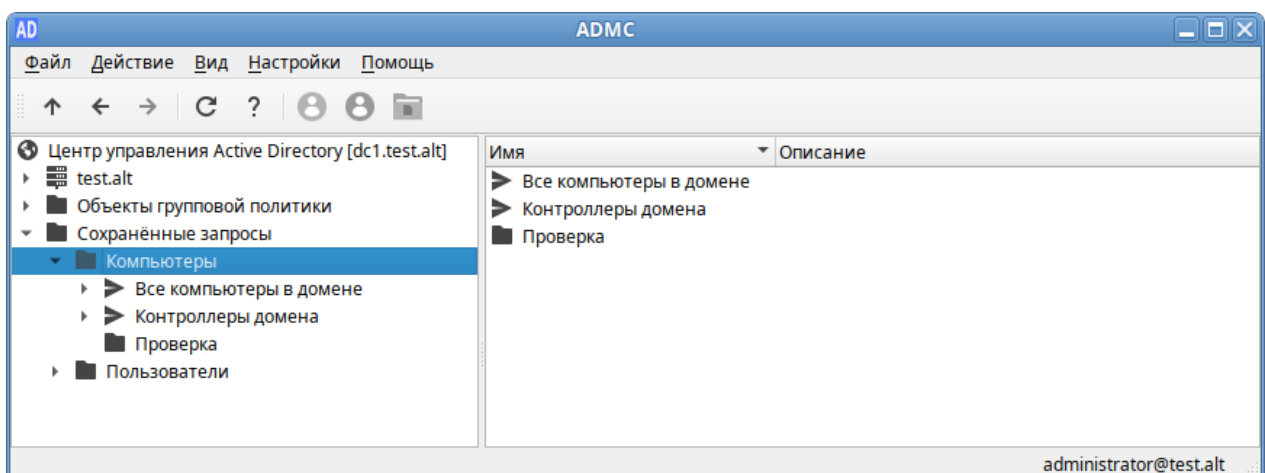 AD ADMC
Файл Действие Вид Настройки Помощь
?
Центр управления Active Directory [dc1.test.alt]
test.alt
Объекты групповой политики
Сохранённые запросы
Компьютеры
Все компьютеры в домене
Контроллеры домена
Проверка
Пользователи
Имя Описание
Все компьютеры в домене
Контроллеры домена
Проверка
administrator@test.alt